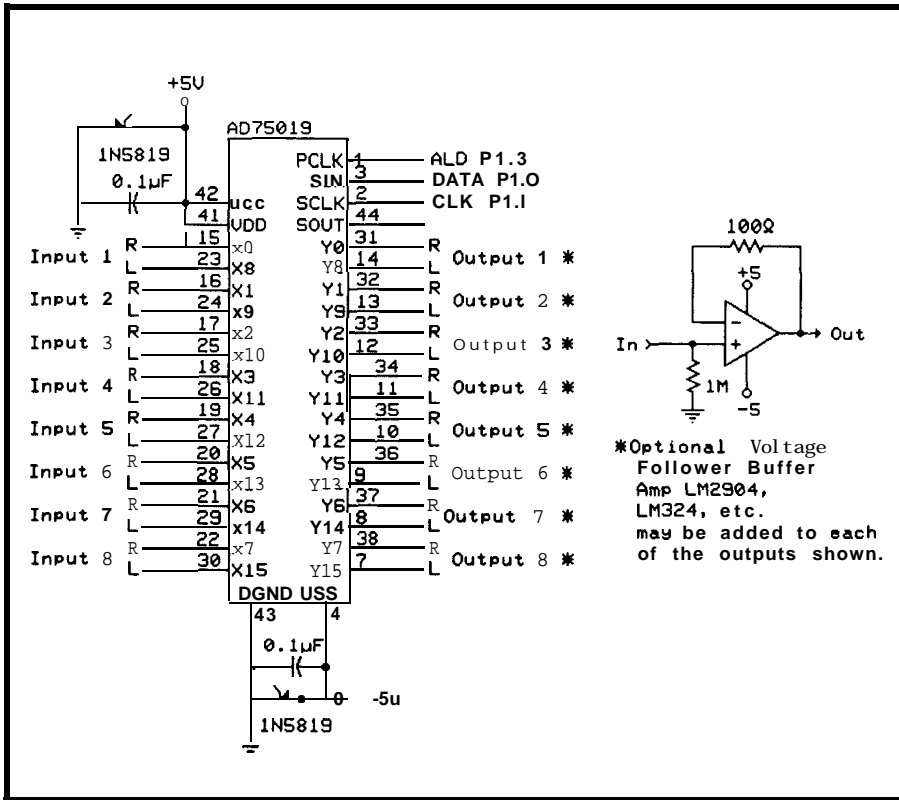 +5V
O
AD75019
1N5819
0.1µF
PCLK 1 ALD P1.3
SIN 3 DATA P1.O
42 ucc SCLK 2 CLK P1.I
41 VDD SOUT 44
Input 1 R 15 x0 Y0 31 R Output 1 *
L 23 X8 Y8 14 L
Input 2 R 16 X1 Y1 32 R Output 2 *
L 24 x9 Y9 13 L
Input 3 R 17 x2 Y2 33 R Output 3 *
L 25 x10 Y10 12 L
Input 4 R 18 X3 Y3 34 R Output 4 *
L 26 X11 Y11 11 L
Input 5 R 19 X4 Y4 35 R Output 5 *
L 27 X12 Y12 10 L
Input 6 R 20 X5 Y5 36 R Output 6 *
L 28 x13 Y13 9 L
Input 7 R 21 X6 Y6 37 R Output 7 *
L 29 x14 Y14 8 L
Input 8 R 22 x7 Y7 38 R Output 8 *
L 30 X15 Y15 7 L
DGND USS
43 4
0.1µF
0 -5u
1N5819
100Ω
+5
-
In + Out
1M
-5
*Optional Voltage
Follower Buffer
Amp LM2904,
LM324, etc.
may be added to each
of the outputs shown.